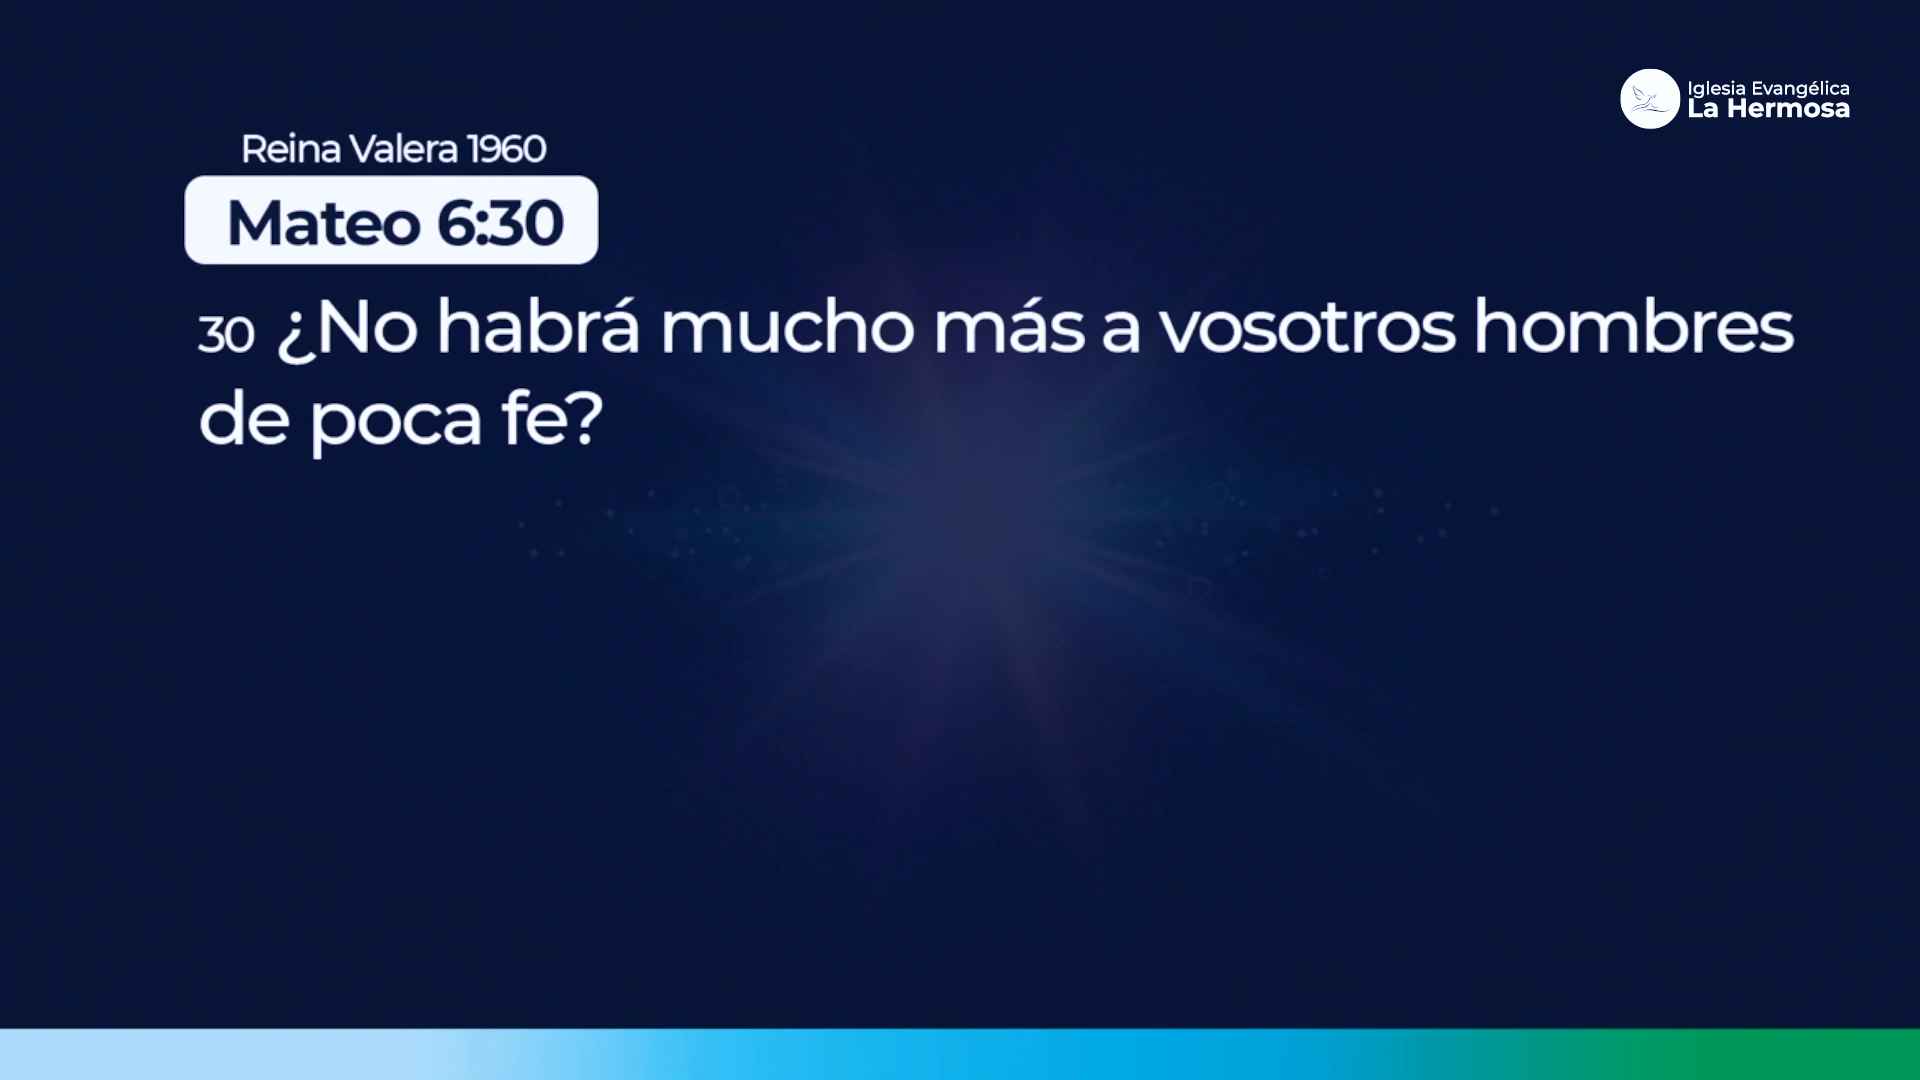 Iglesia Evangélica
La Hermosa
Reina Valera 1960
Mateo 6:30
30 ¿No habrá mucho más a vosotros hombres
de poca fe?